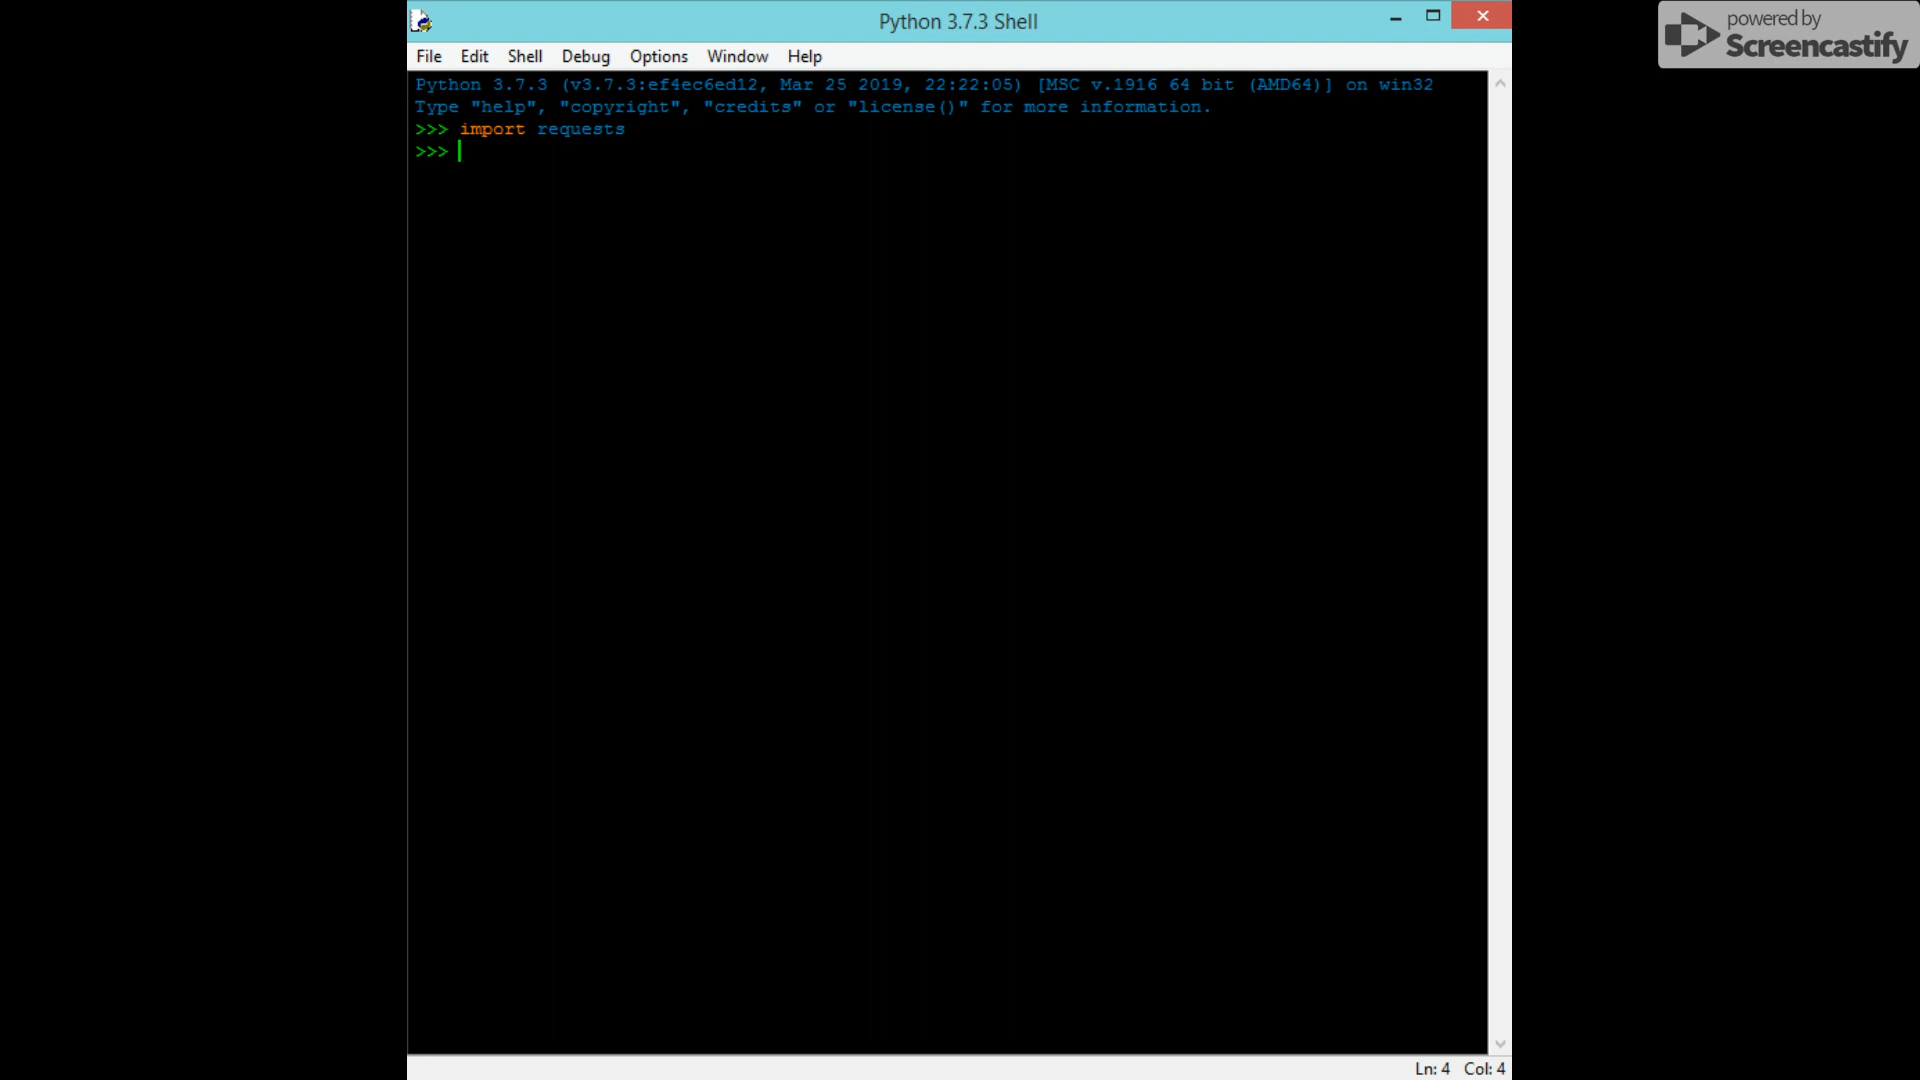 Python 3.7.3 Shell
powered by
Screencastify
File Edit Shell Debug Options Window Help
Python 3.7.3 (v3.7.3:ef4ec6ed12, Mar 25 2019, 22:22:05) [MSC v.1916 64 bit (AMD64)] on win32
Type "help", "copyright", "credits" or "license()" for more information.
>>> import requests
>>>
Ln: 4 Col: 4